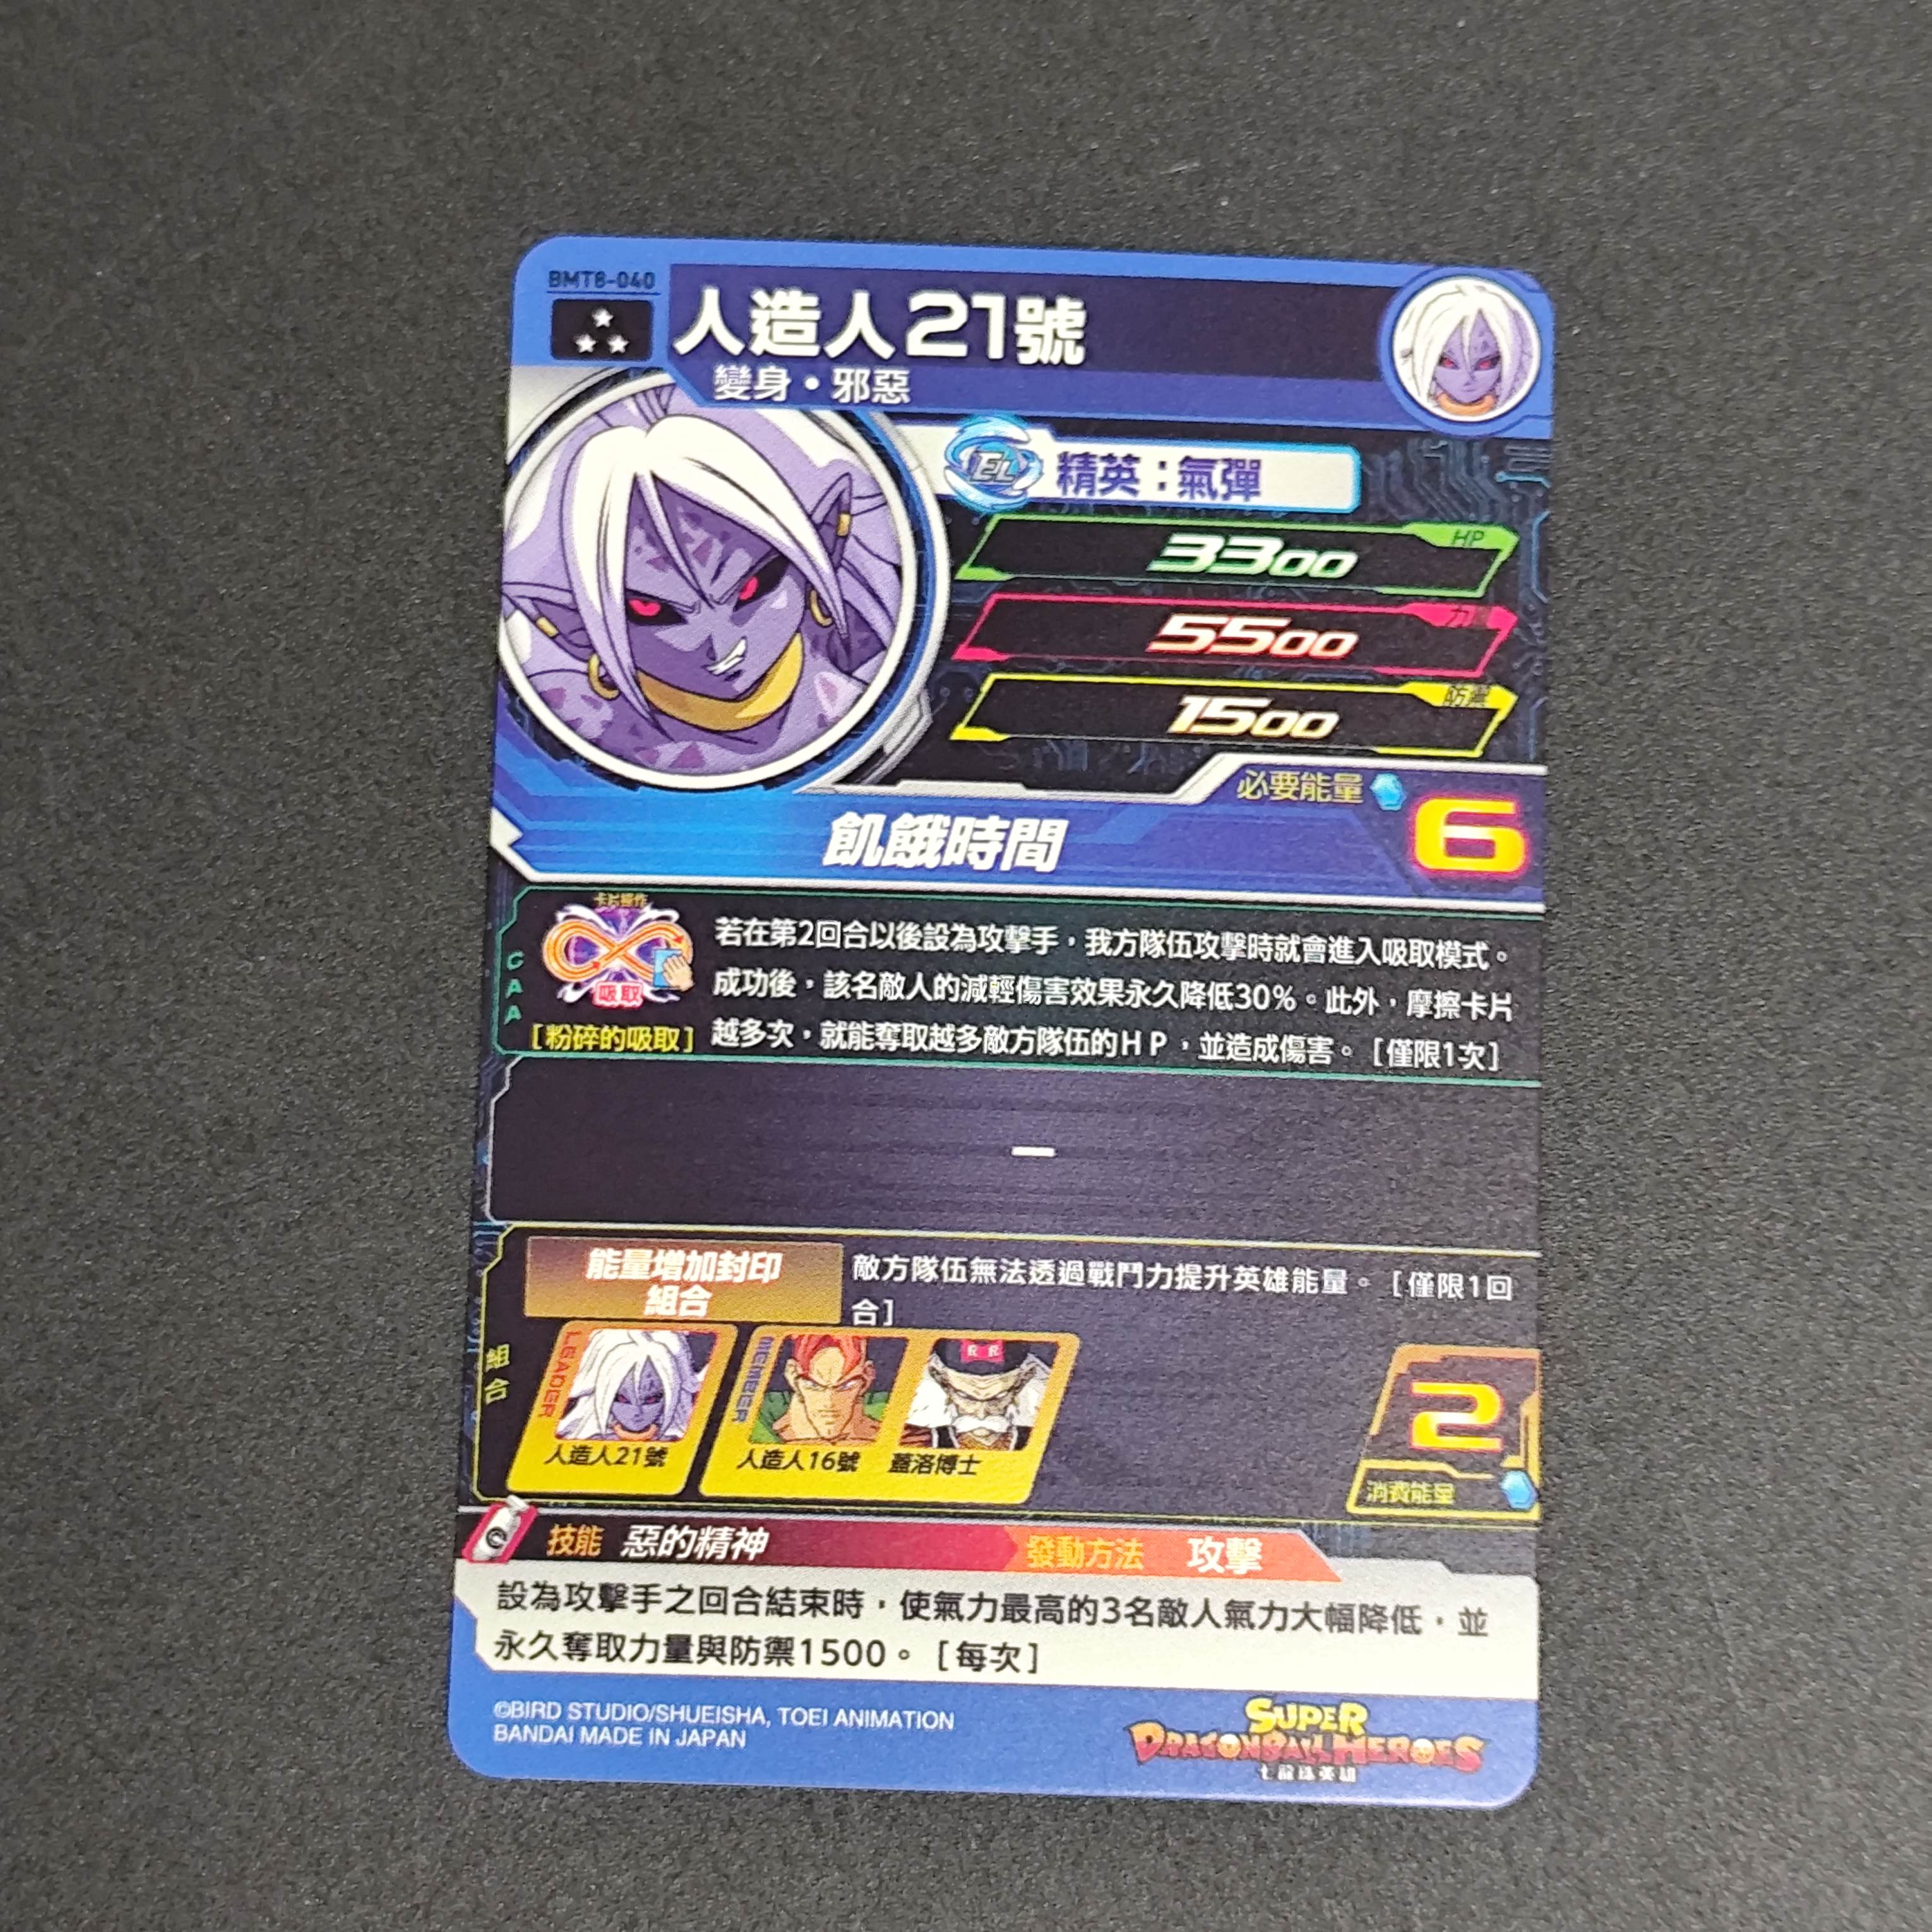 BMT8-040
人造人21號
變身・邪惡
EL
精英：氣彈
HP
3300
力量
5500
防禦
1500
必要能量
6
飢餓時間
CAA
卡片操作
吸取
[粉碎的吸取]
若在第2回合以後設為攻擊手，我方隊伍攻擊時就會進入吸取模式。
成功後，該名敵人的減輕傷害效果永久降低30%。此外，摩擦卡片
越多次，就能奪取越多敵方隊伍的HP，並造成傷害。[僅限1次]
—
組合
能量增加封印
組合
敵方隊伍無法透過戰鬥力提升英雄能量。[僅限1回
合]
LEADER
人造人21號
MEMBER
人造人16號
蓋洛博士
2
消費能量
技能 惡的精神
發動方法 攻擊
設為攻擊手之回合結束時，使氣力最高的3名敵人氣力大幅降低，並
永久奪取力量與防禦1500。[每次]
©BIRD STUDIO/SHUEISHA, TOEI ANIMATION
BANDAI MADE IN JAPAN
SUPER
DRAGONBALL HEROES
七龍珠英雄